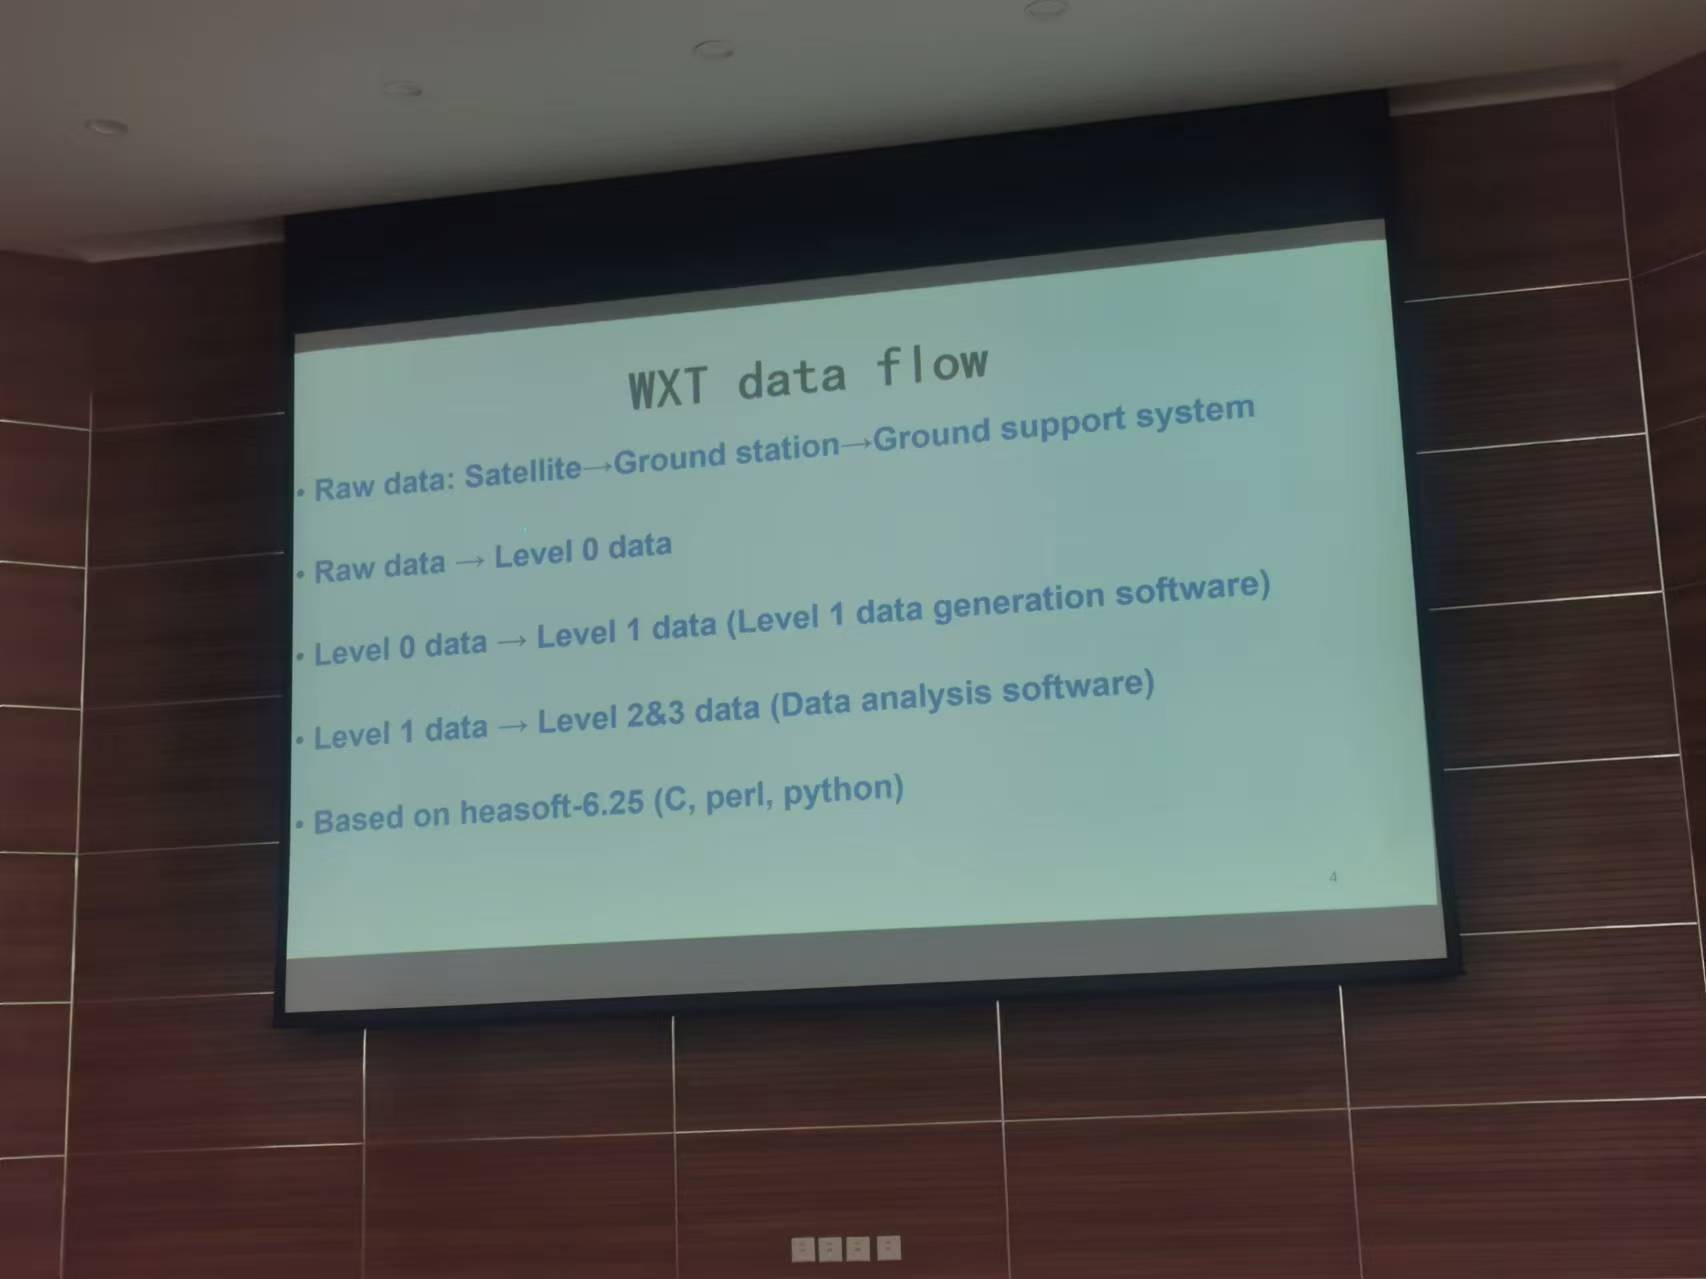 WXT data flow
• Raw data: Satellite→Ground station→Ground support system
• Raw data → Level 0 data
• Level 0 data → Level 1 data (Level 1 data generation software)
• Level 1 data → Level 2&3 data (Data analysis software)
• Based on heasoft-6.25 (C, perl, python)
4